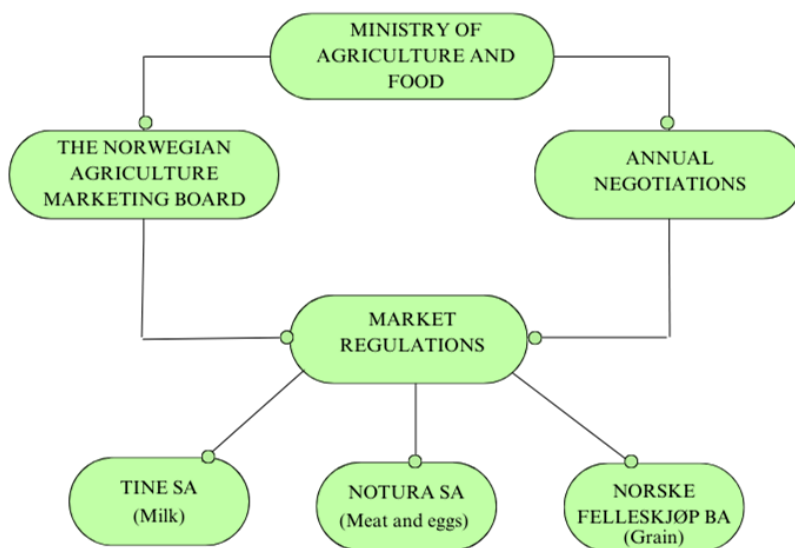 MINISTRY OF
AGRICULTURE AND
FOOD
THE NORWEGIAN
AGRICULTURE
MARKETING BOARD
ANNUAL
NEGOTIATIONS
MARKET
REGULATIONS
TINE SA
(Milk)
NOTURA SA
(Meat and eggs)
NORSKE
FELLESKJØP BA
(Grain)